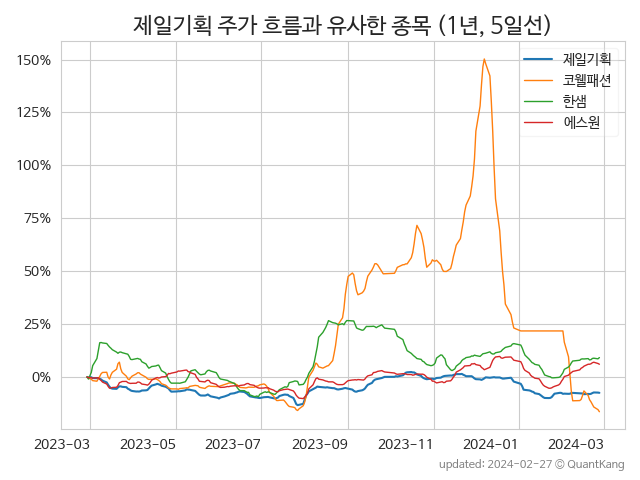 제일기획 주가 흐름과 유사한 종목 (1년, 5일선)
제일기획
코웰패션
한샘
에스원
150%
125%
100%
75%
50%
25%
0%
2023-03 2023-05 2023-07 2023-09 2023-11 2024-01 2024-03
updated: 2024-02-27 © QuantKang